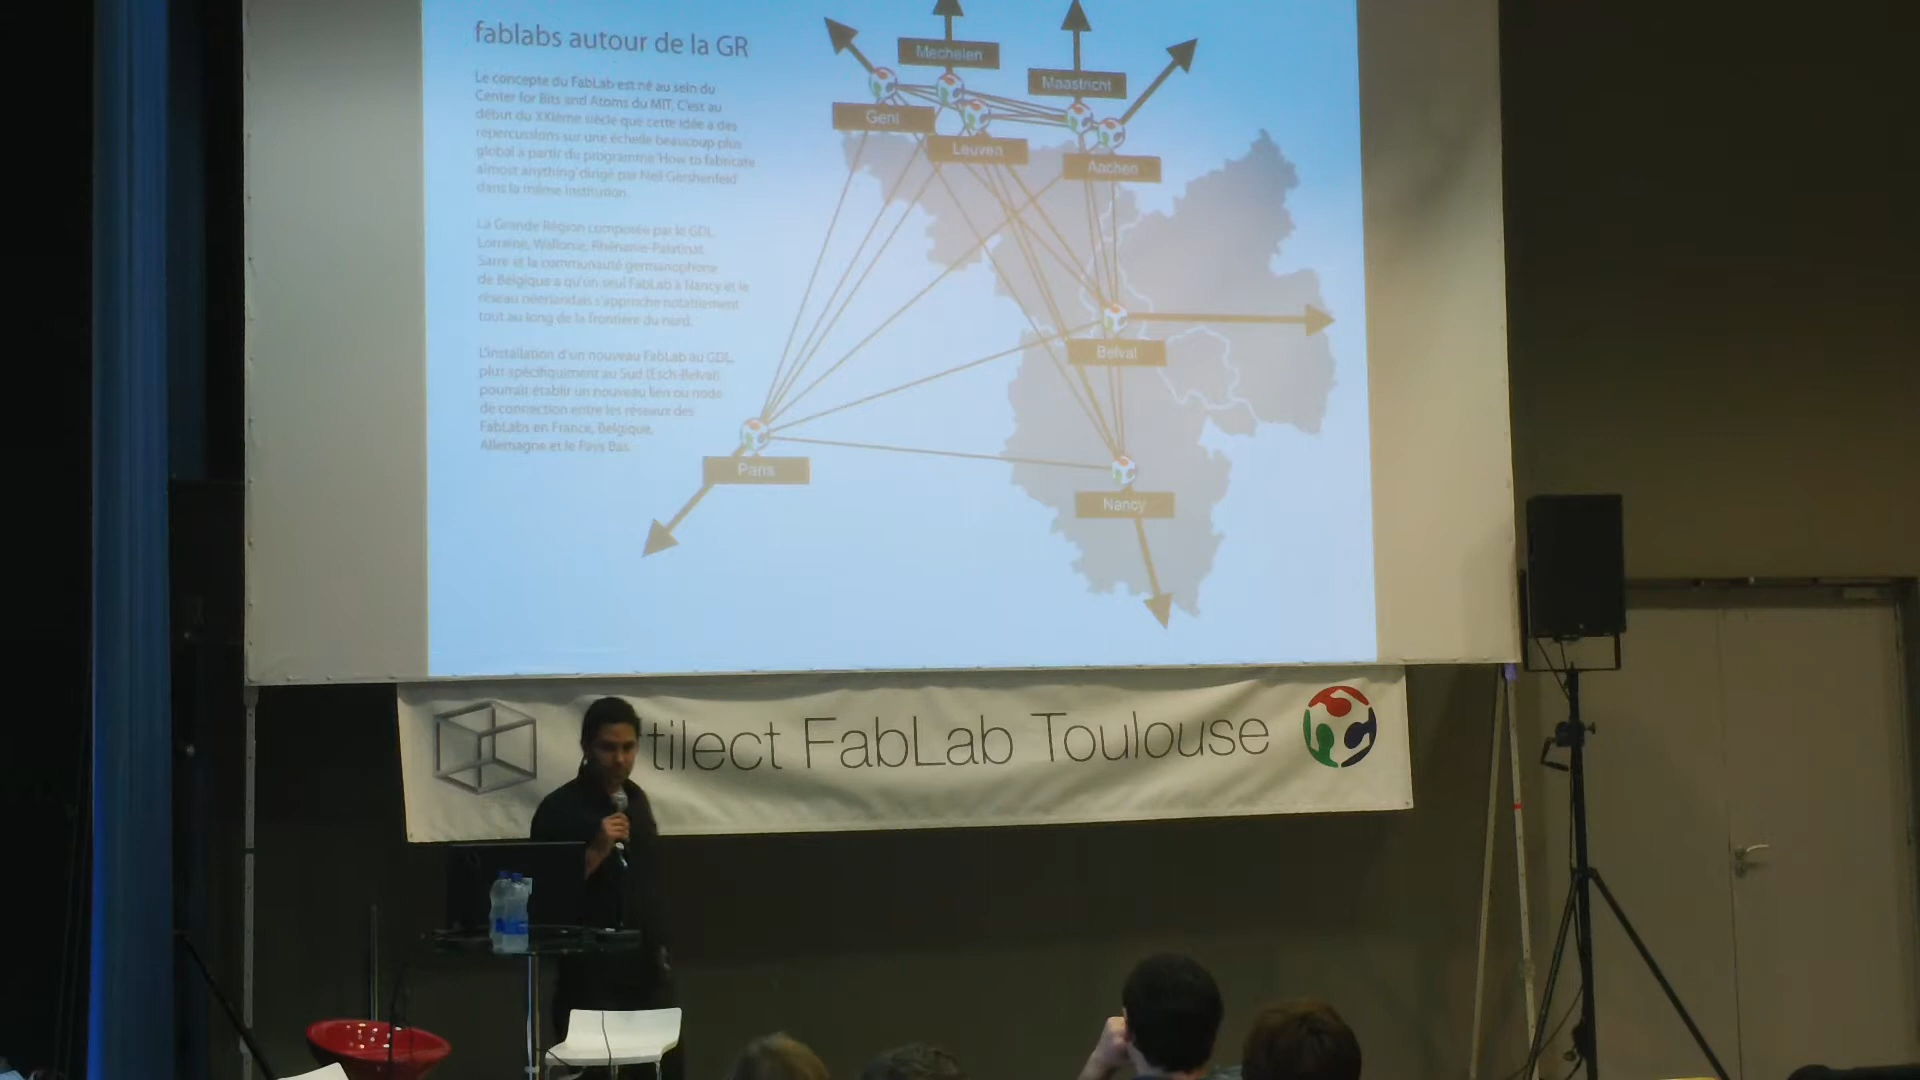 fablabs autour de la GR
Le concepte du FabLab est né au sein du
Center for Bits and Atoms du MIT. C'est au
début du XXIème siècle que cette idée a des
repercussions sur une échede beaucoup plus
global à partir du programme 'How to fabricate
almost anything' dirigé par Neil Gershenfeld
dans la même institution.
La Grande Région composée par le GDL,
Lorraine, Wallonie, Rhénanie-Palatinat
Sarre et la communauté germanophone
de Belgique a qu'un seul FabLab à Nancy et le
réseau néerlandais s'approche notattement
tout au long de la frontière du nord.
L'installation d'un nouveau FabLab au GDL,
plus spécifiquiment au Sud (Esch-Belval)
pourrait établir un nouveau lien ou node
de connection entre les réseaux des
FabLabs en France, Belgique,
Allemagne et le Pays Bas.
Mechelen
Maastricht
Gent
Leuven
Aachen
Belval
Paris
Nancy
tilect FabLab Toulouse